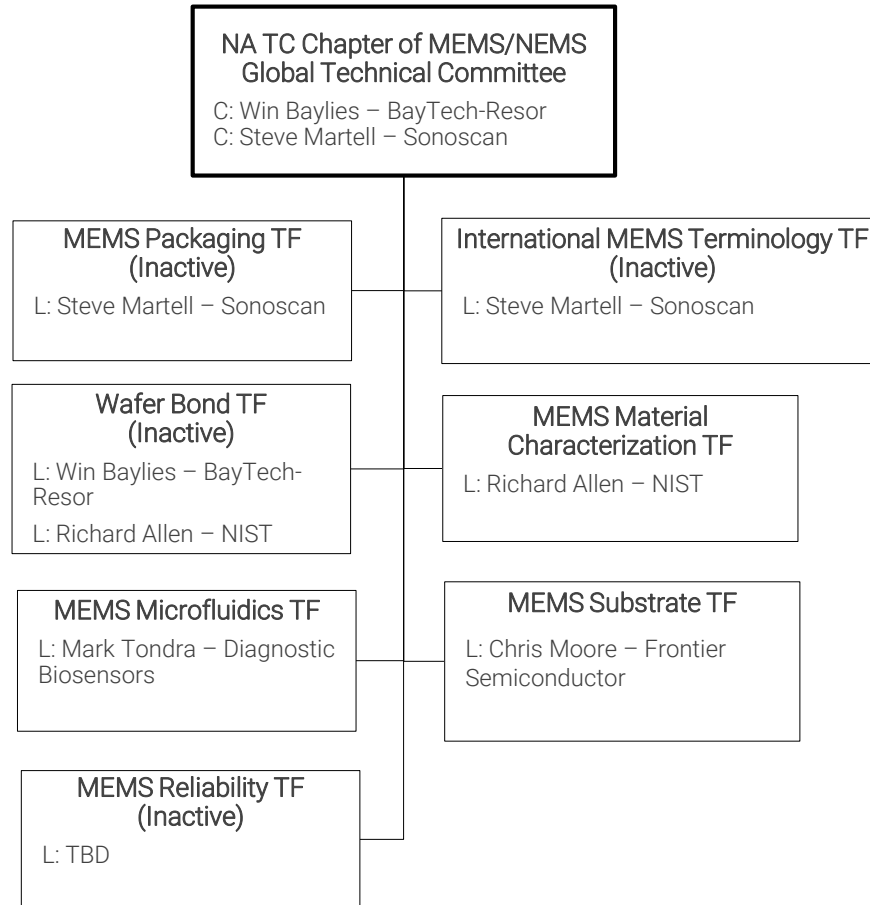 NA TC Chapter of MEMS/NEMS
Global Technical Committee
C: Win Baylies – BayTech-Resor
C: Steve Martell – Sonoscan
MEMS Packaging TF
(Inactive)
L: Steve Martell – Sonoscan
International MEMS Terminology TF
(Inactive)
L: Steve Martell – Sonoscan
Wafer Bond TF
(Inactive)
L: Win Baylies – BayTech-
Resor
L: Richard Allen – NIST
MEMS Material
Characterization TF
L: Richard Allen – NIST
MEMS Microfluidics TF
L: Mark Tondra – Diagnostic
Biosensors
MEMS Substrate TF
L: Chris Moore – Frontier
Semiconductor
MEMS Reliability TF
(Inactive)
L: TBD